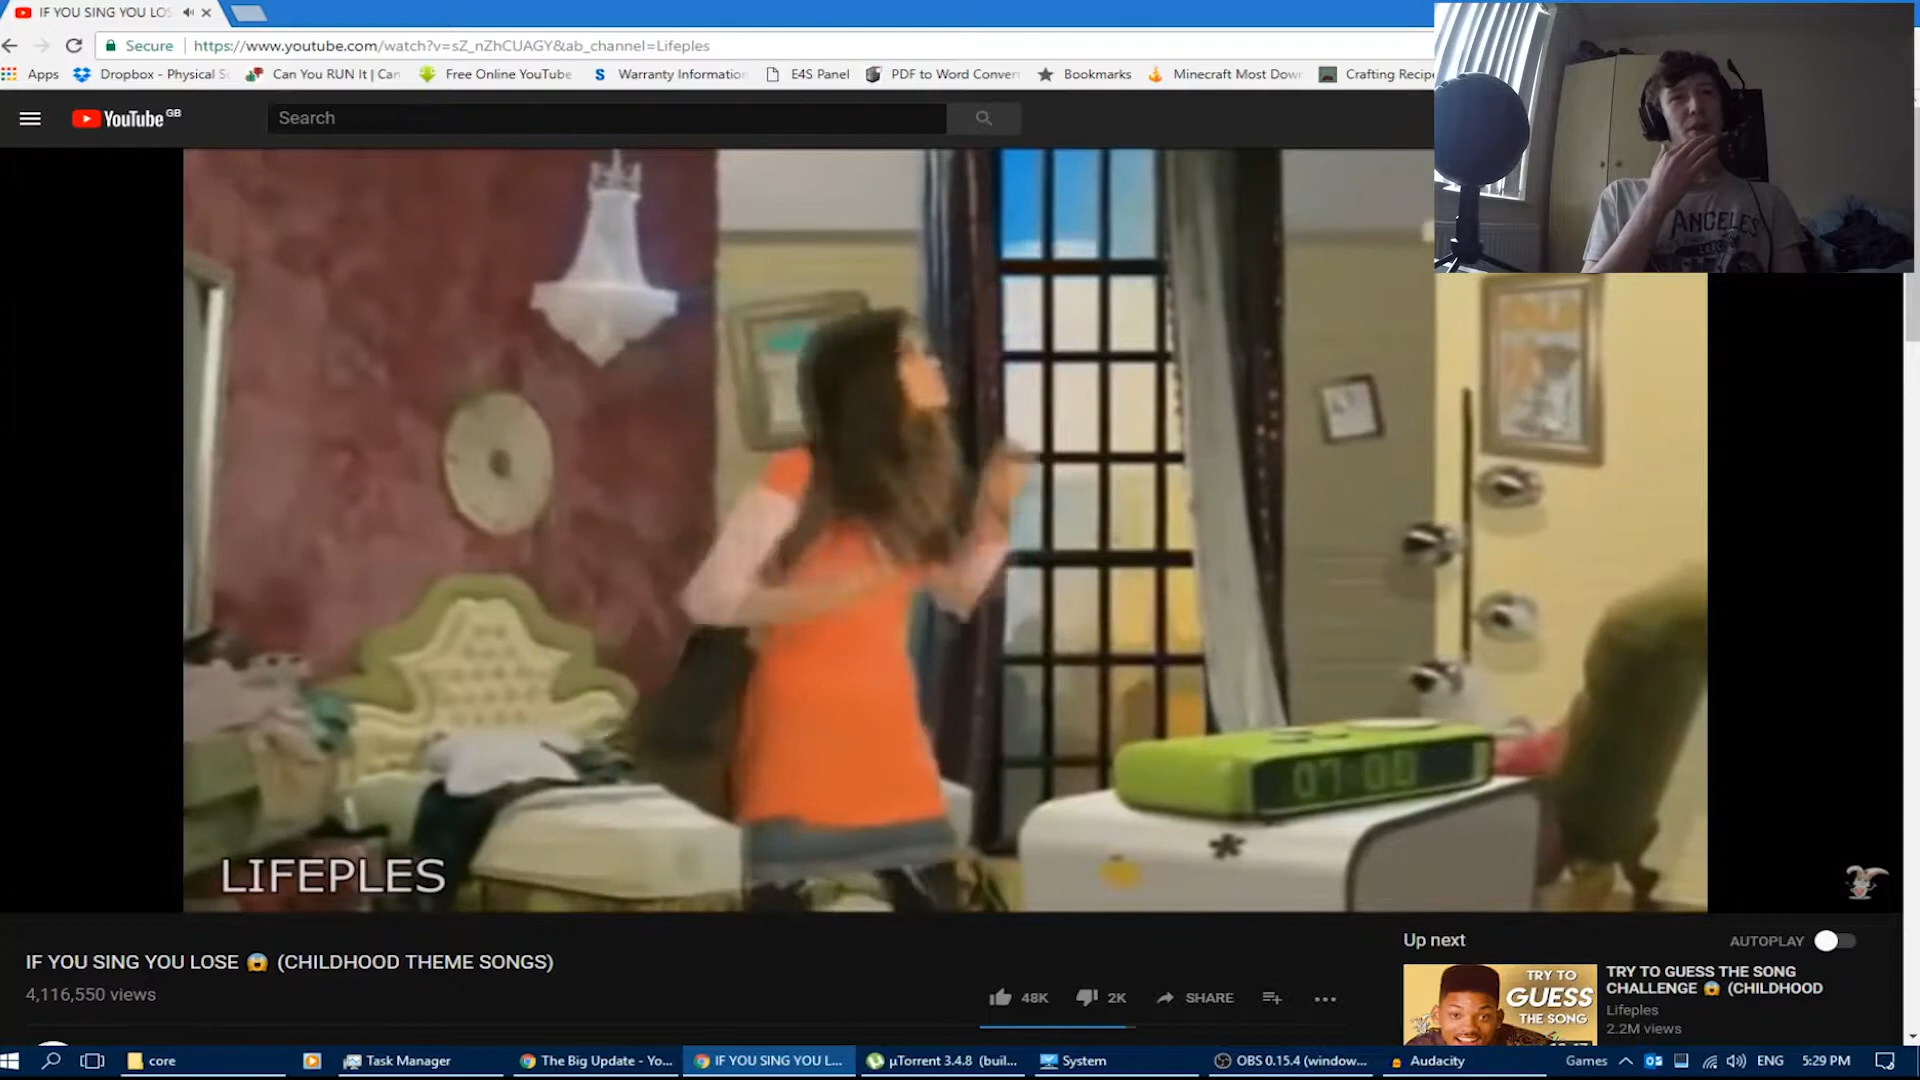 IF YOU SING YOU LOS
Secure
https://www.youtube.com/watch?v=sZ_nZhCUAGY&ab_channel=Lifeples
Apps
Dropbox - Physical S
Can You RUN It | Can
Free Online YouTube
Warranty Informatio
E4S Panel
PDF to Word Convert
Bookmarks
Minecraft Most Dow
Crafting Recipe
YouTube GB
Search
ANGELES
07:00
LIFEPLES
IF YOU SING YOU LOSE 😱 (CHILDHOOD THEME SONGS)
4,116,550 views
48K
2K
SHARE
Up next
AUTOPLAY
TRY TO
GUESS
THE SONG
TRY TO GUESS THE SONG
CHALLENGE 😱 (CHILDHOOD
Lifeples
2.2M views
core
Task Manager
The Big Update - Yo...
IF YOU SING YOU L...
µTorrent 3.4.8 (buil...
System
OBS 0.15.4 (window...
Audacity
Games
ENG
5:29 PM